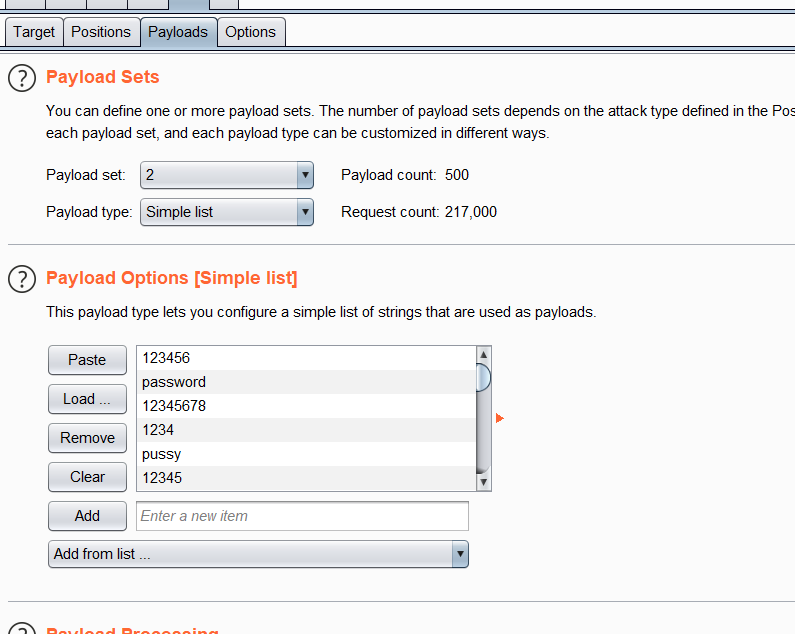 Target Positions Payloads Options
Payload Sets
You can define one or more payload sets. The number of payload sets depends on the attack type defined in the Pos
each payload set, and each payload type can be customized in different ways.
Payload set: 2 Payload count: 500
Payload type: Simple list Request count: 217,000
Payload Options [Simple list]
This payload type lets you configure a simple list of strings that are used as payloads.
Paste
Load ...
Remove
Clear
123456
password
12345678
1234
pussy
12345
Add Enter a new item
Add from list ...
Payload Processing